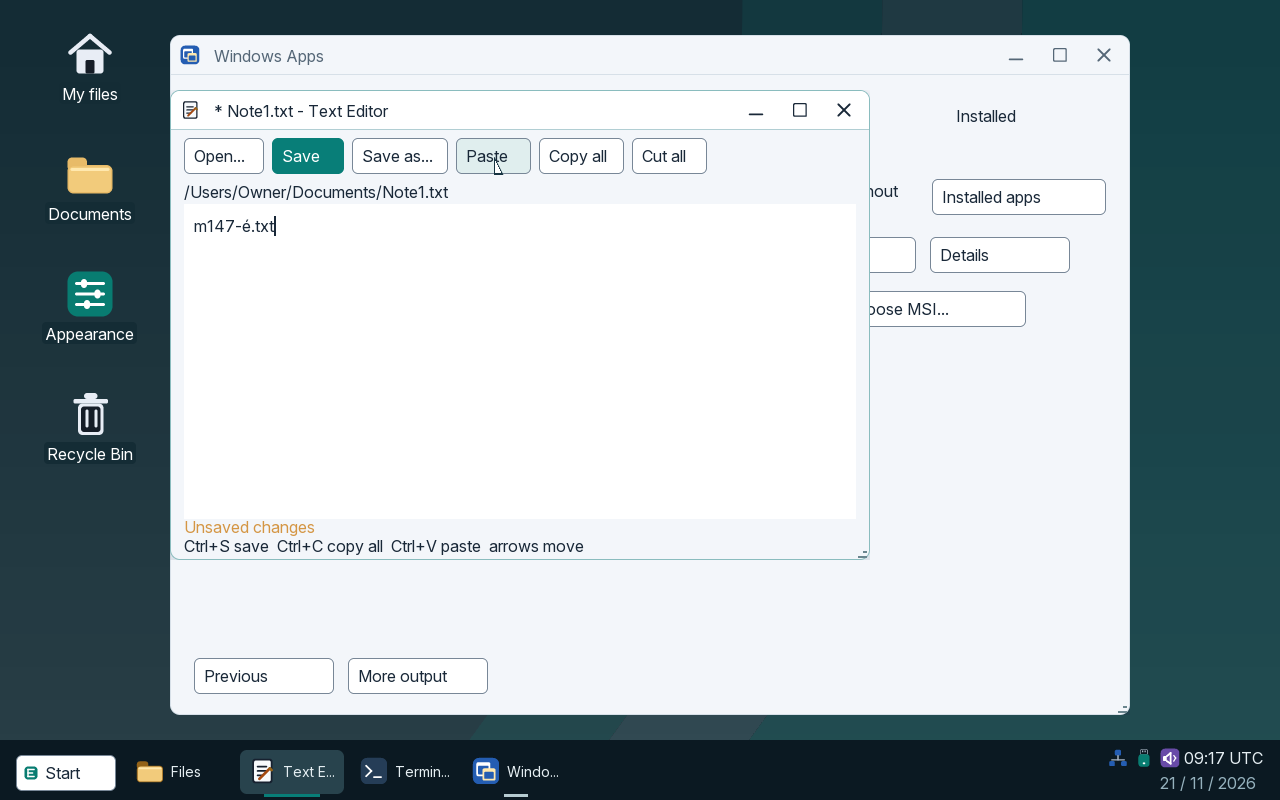 My files
Documents
Appearance
Recycle Bin
Windows Apps
* Note1.txt - Text Editor
Open... Save Save as... Paste Copy all Cut all
/Users/Owner/Documents/Note1.txt
m147-é.txt
Unsaved changes
Ctrl+S save Ctrl+C copy all Ctrl+V paste arrows move
Installed
Installed apps
Details
Previous More output
Start Files Text E... Termin... Windo... 09:17 UTC
21 / 11 / 2026